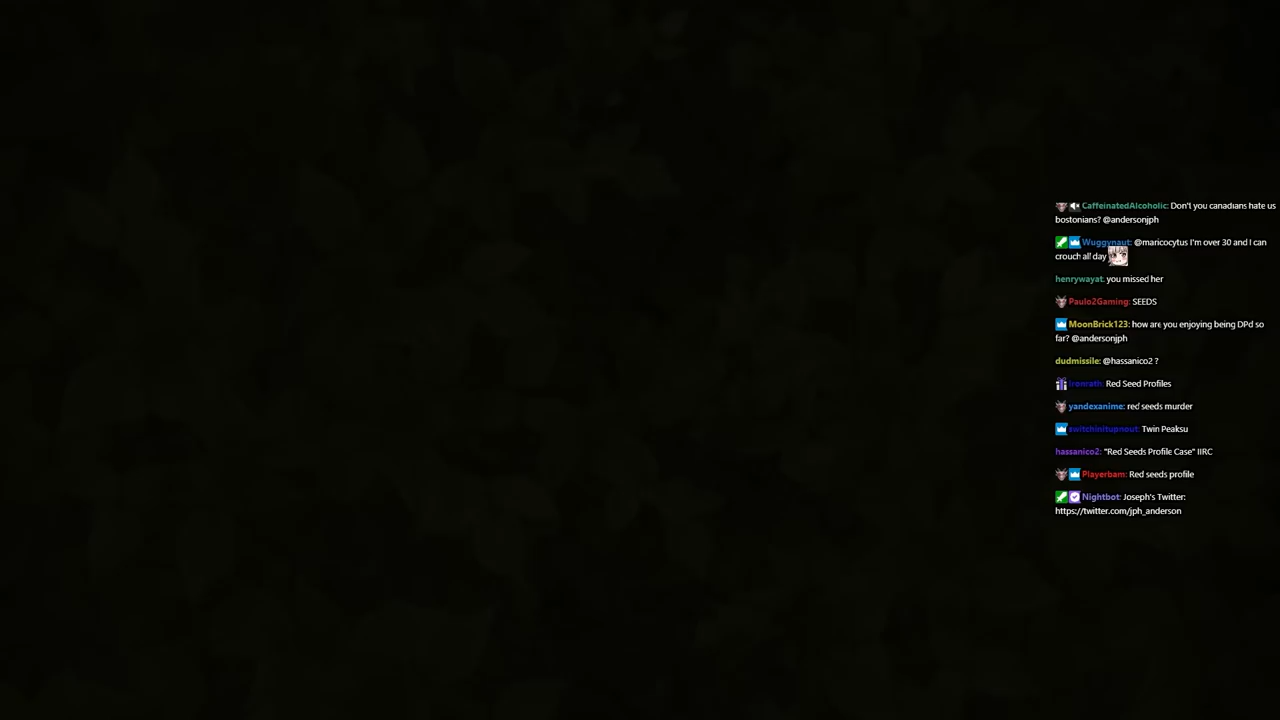 CaffeinatedAlcoholic: Don't you canadians hate us
bostonians? @andersonjph
Wuggynaut: @maricocytus I'm over 30 and I can
crouch all day
henrywayat: you missed her
Paulo2Gaming: SEEDS
MoonBrick123: how are you enjoying being DPd so
far? @andersonjph
dudmissile: @hassanico2 ?
Ironrath: Red Seed Profiles
yandexanime: red seeds murder
switchinitupnout: Twin Peaksu
hassanico2: "Red Seeds Profile Case" IIRC
Playerbam: Red seeds profile
Nightbot: Joseph's Twitter:
https://twitter.com/jph_anderson